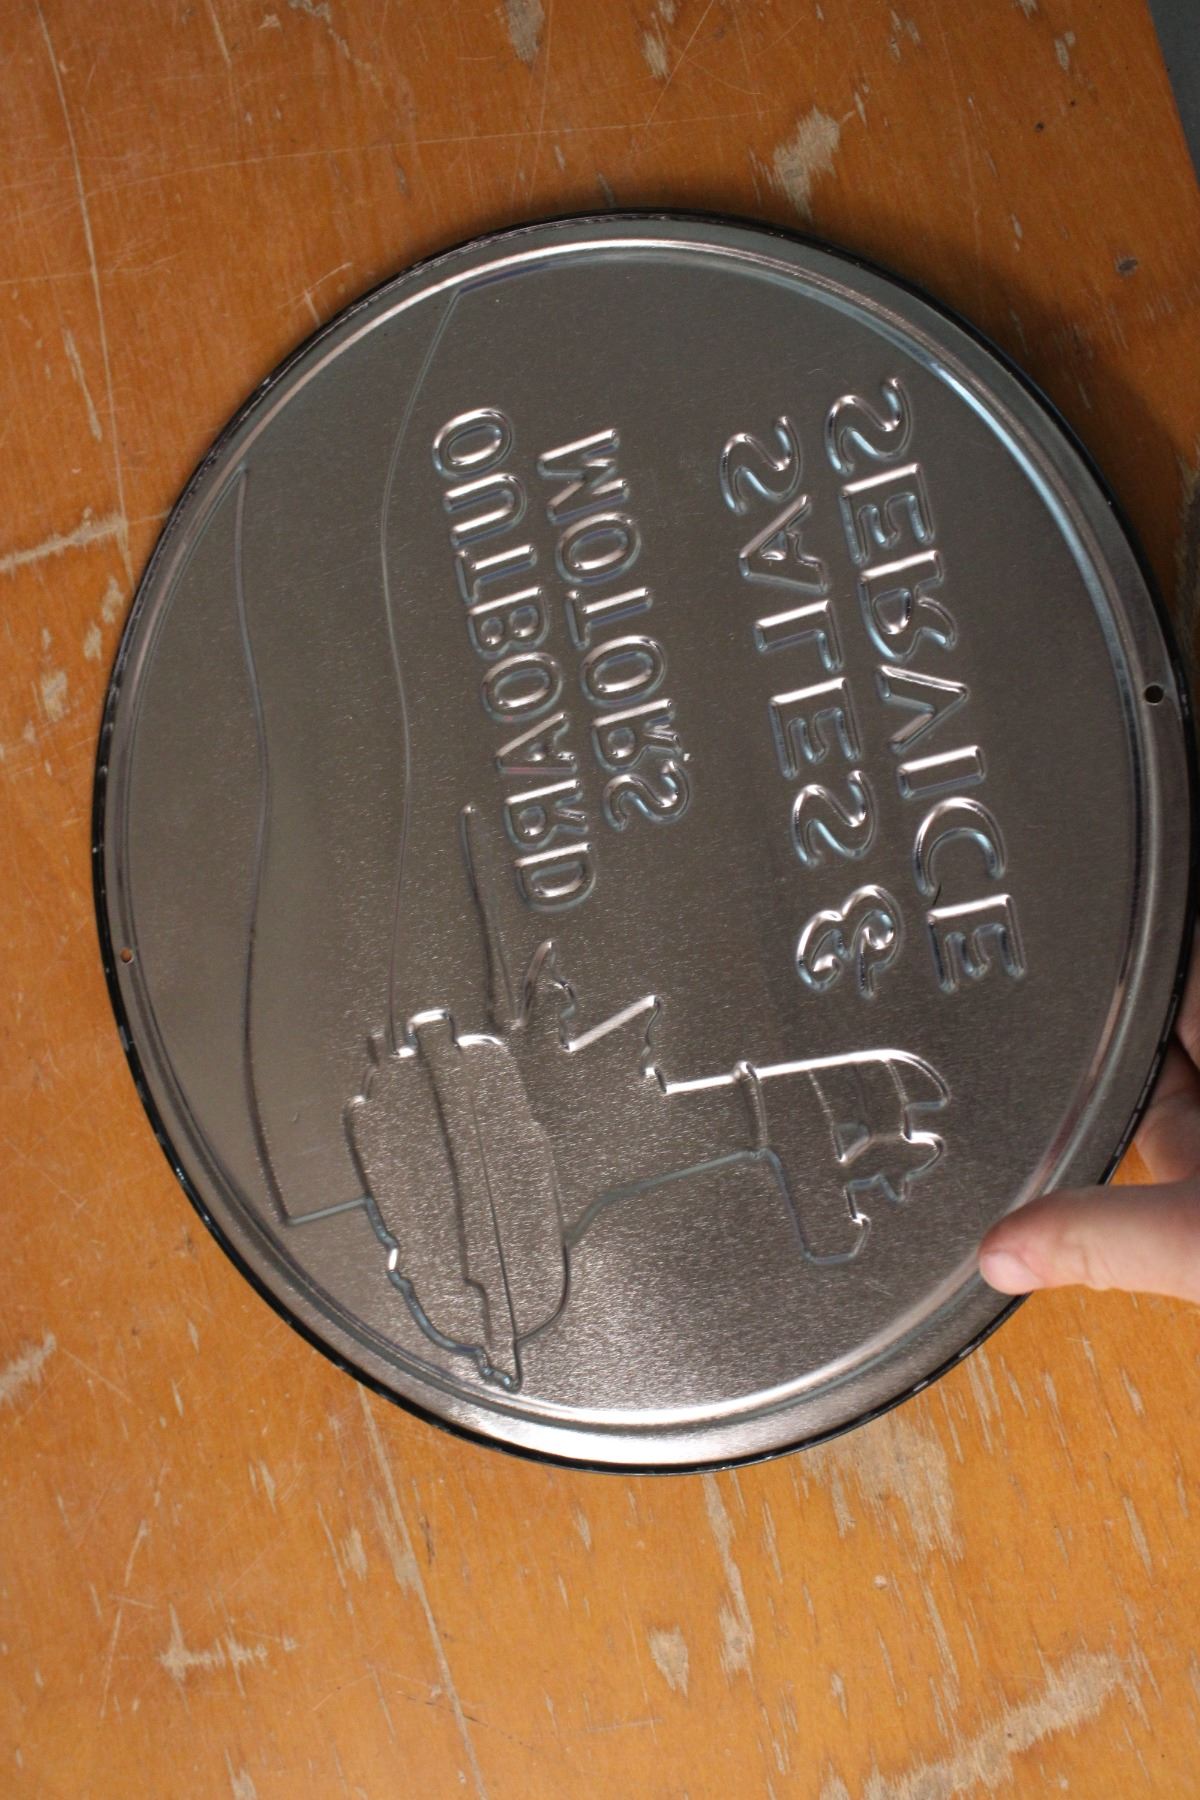 OUTBOARD
MOTORS
SALES &
SERVICE